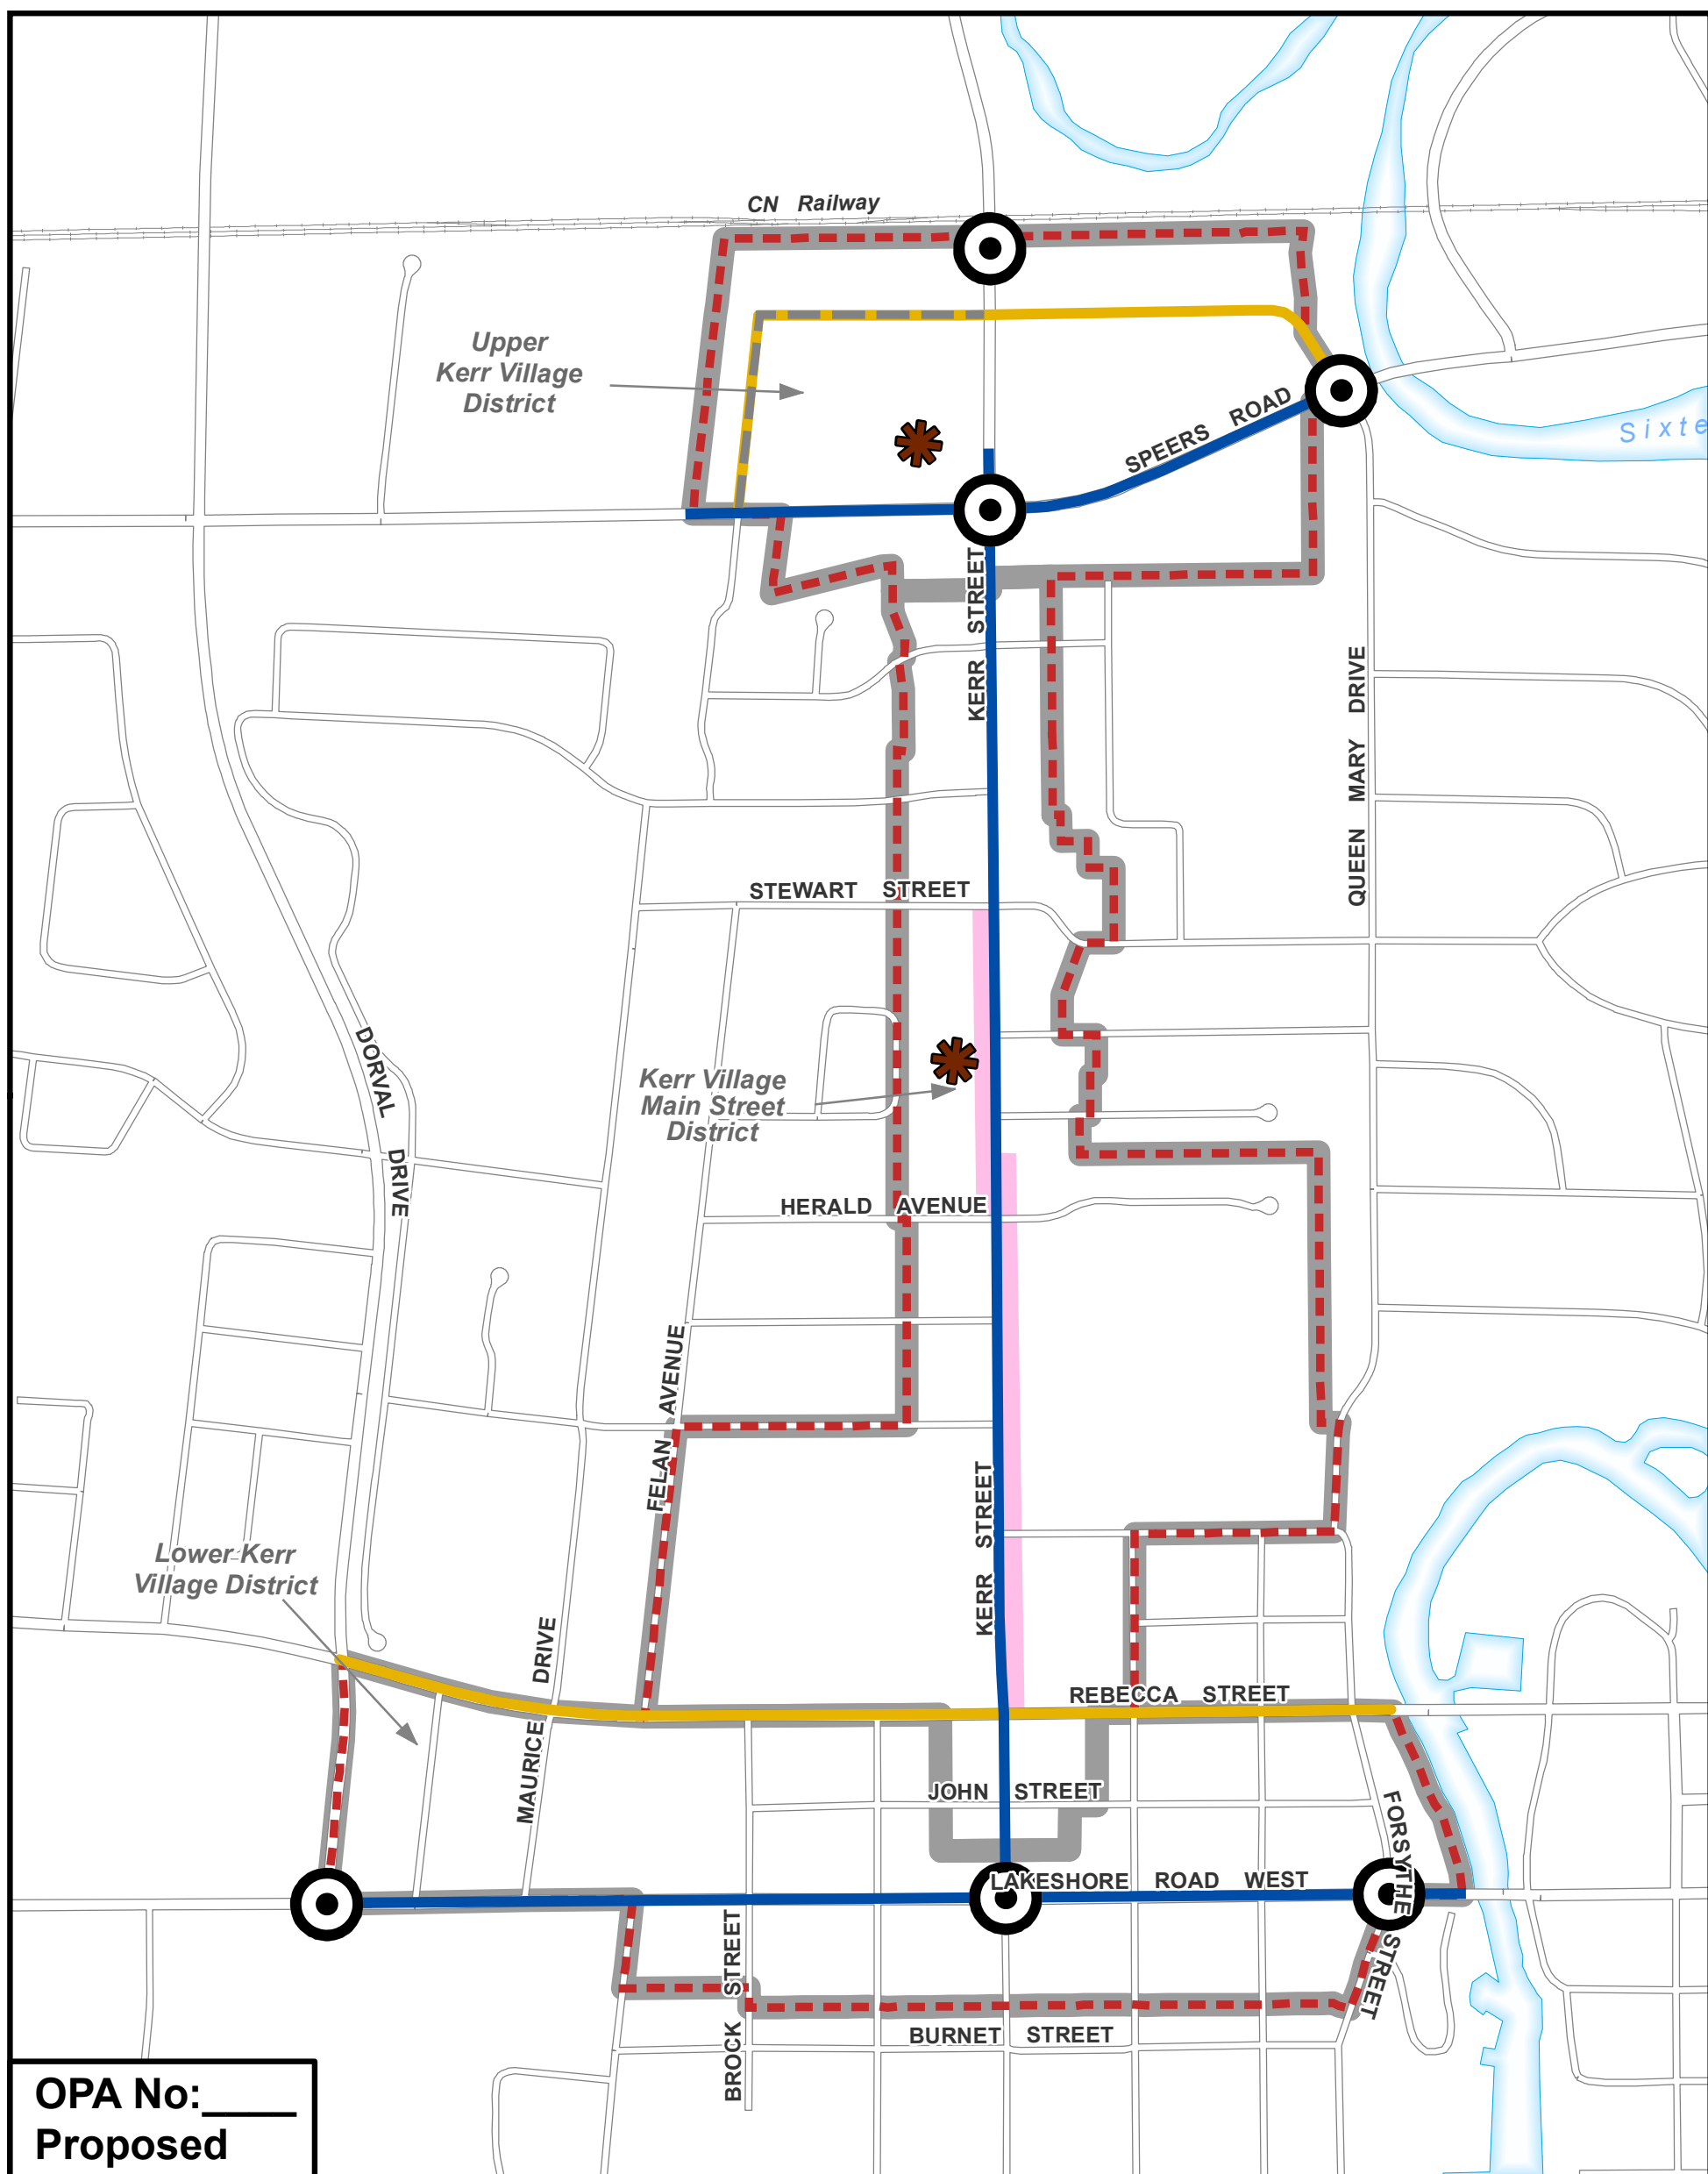 CN Railway
Upper
Kerr Village
District
SPEERS ROAD
Sixte
KERR STREET
QUEEN MARY DRIVE
STEWART STREET
DORVAL DRIVE
Kerr Village
Main Street
District
HERALD AVENUE
FELAN AVENUE
KERR STREET
Lower Kerr
Village District
MAURICE DRIVE
REBECCA STREET
JOHN STREET
FORSYTHE STREET
LAKESHORE ROAD WEST
BROCK STREET
BURNET STREET
OPA No:____
Proposed